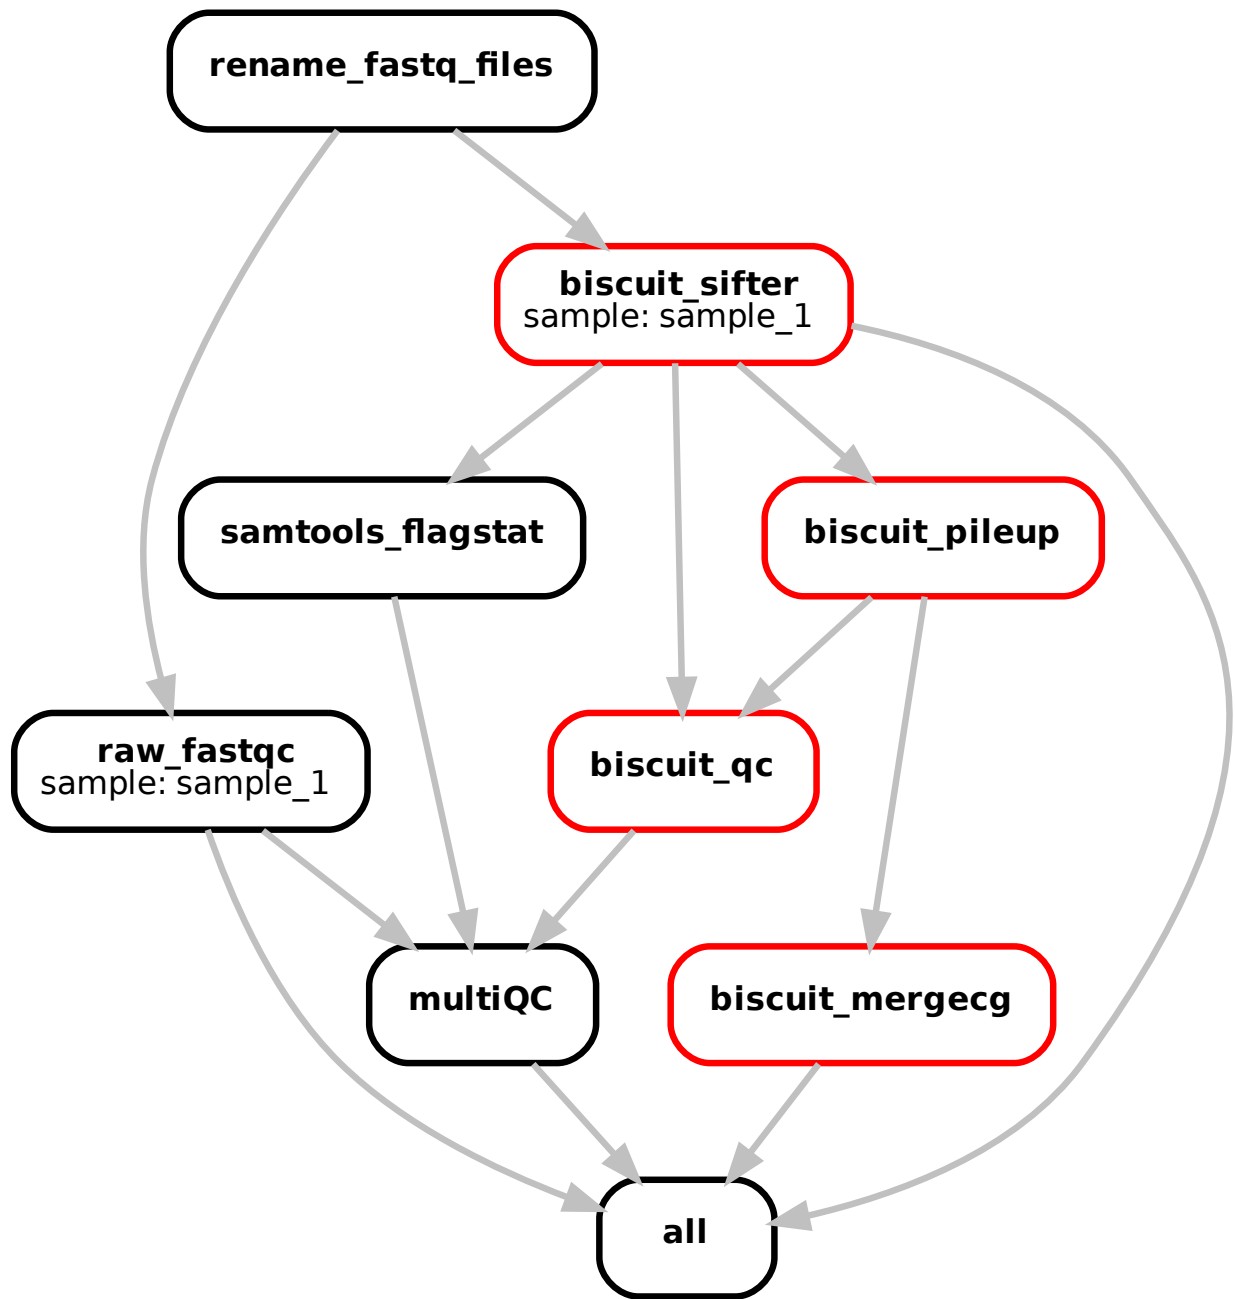 rename_fastq_files
biscuit_sifter
sample: sample_1
samtools_flagstat
biscuit_pileup
raw_fastqc
sample: sample_1
biscuit_qc
multiQC
biscuit_mergecg
all